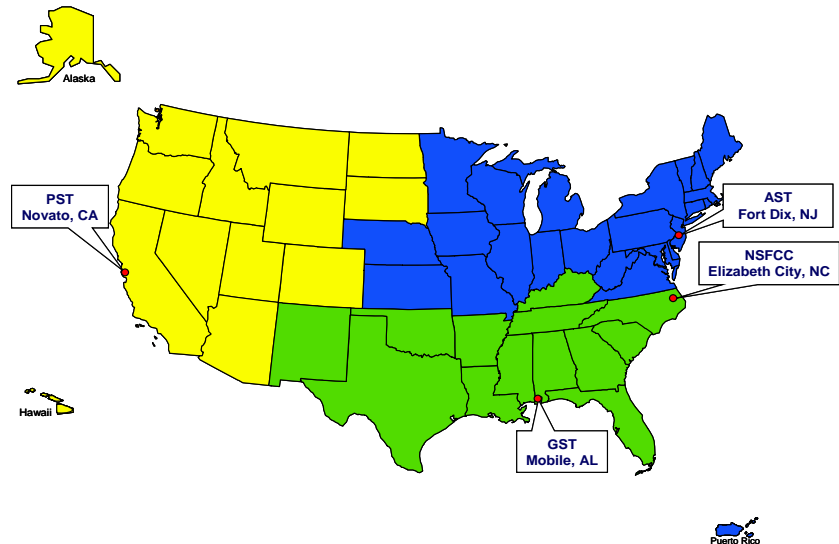 Alaska
PST
Novato, CA
AST
Fort Dix, NJ
NSFCC
Elizabeth City, NC
Hawaii
GST
Mobile, AL
Puerto Rico